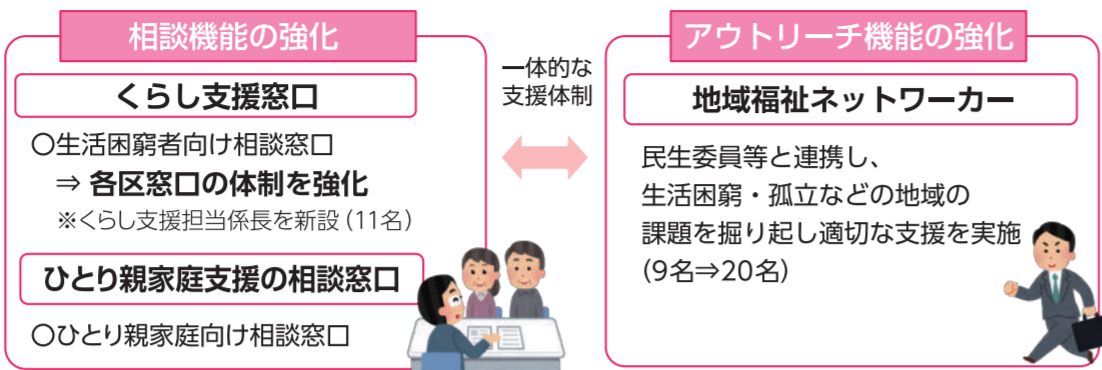 相談機能の強化
くらし支援窓口
〇生活困窮者向け相談窓口
⇒ 各区窓口の体制を強化
※くらし支援担当係長を新設(11名)
ひとり親家庭支援の相談窓口
〇ひとり親家庭向け相談窓口
一体的な
支援体制
アウトリーチ機能の強化
地域福祉ネットワーカー
民生委員等と連携し、
生活困窮・孤立などの地域の
課題を掘り起し適切な支援を実施
(9名⇒20名)